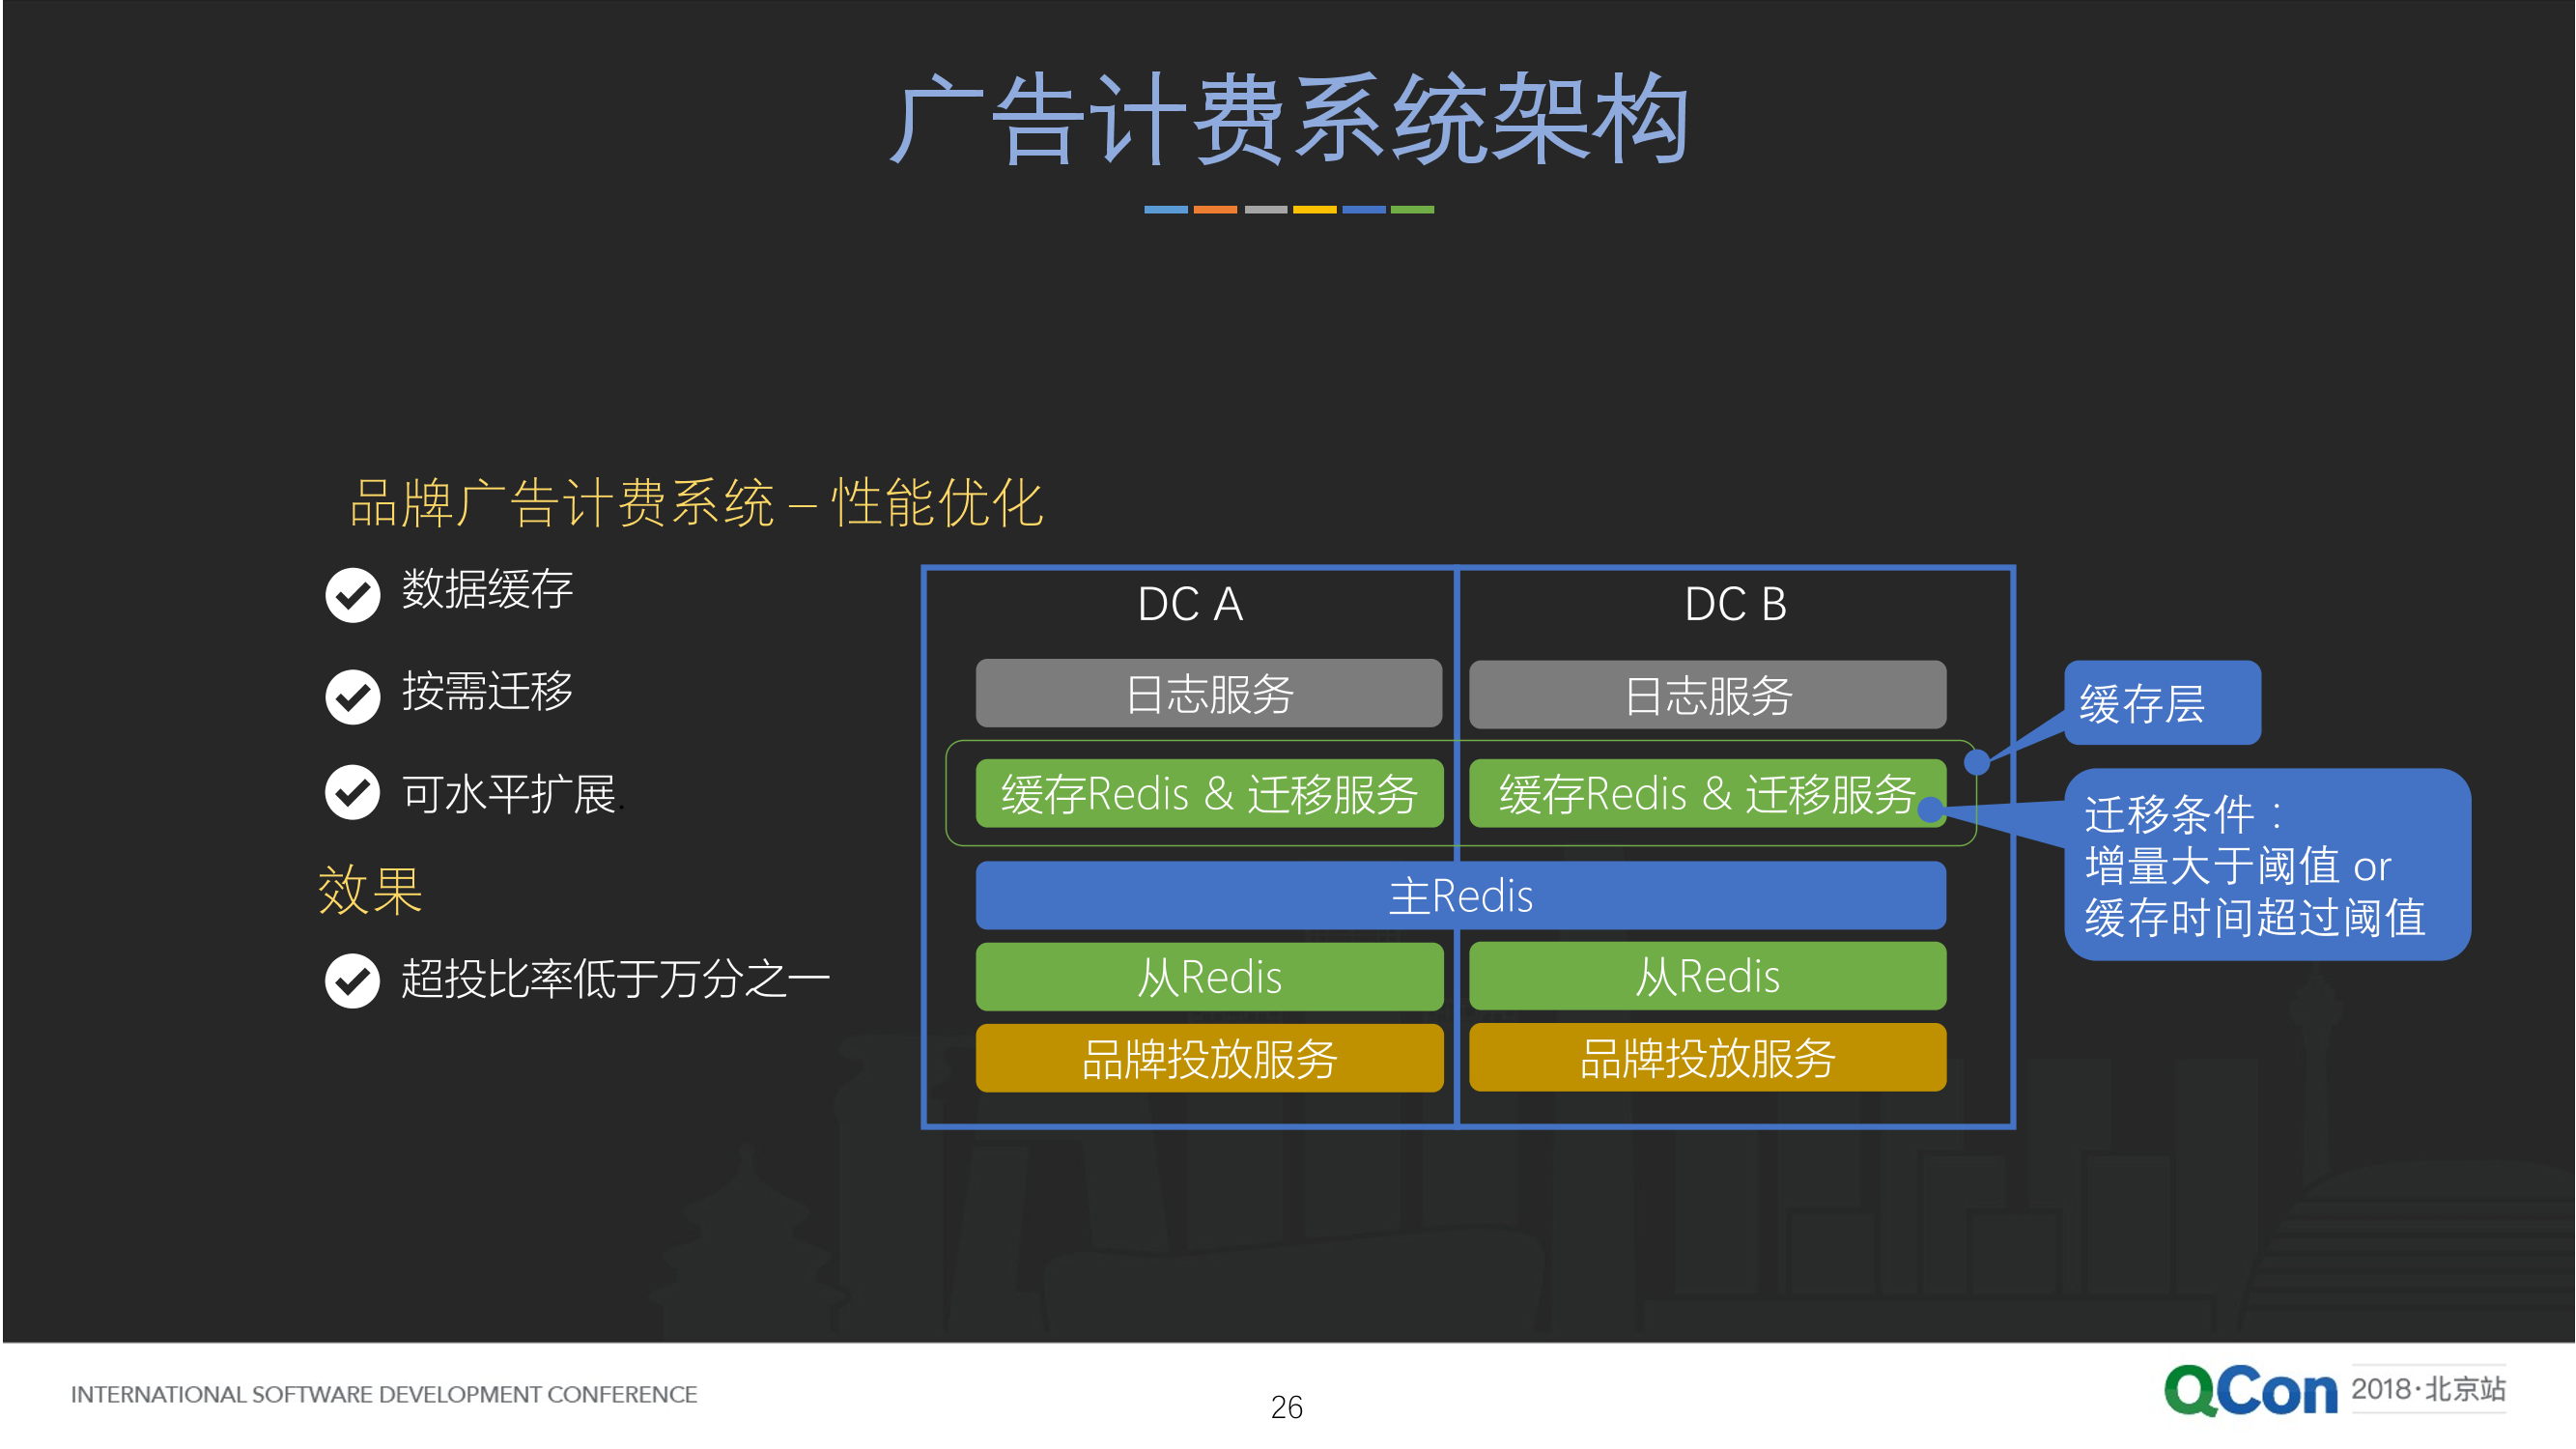 广告计费系统架构
品牌广告计费系统 – 性能优化
数据缓存
按需迁移
可水平扩展.
效果
超投比率低于万分之一
DC A
DC B
日志服务
日志服务
缓存Redis & 迁移服务
缓存Redis & 迁移服务
主Redis
从Redis
从Redis
品牌投放服务
品牌投放服务
缓存层
迁移条件：
增量大于阈值 or
缓存时间超过阈值
INTERNATIONAL SOFTWARE DEVELOPMENT CONFERENCE
26
QCon 2018·北京站